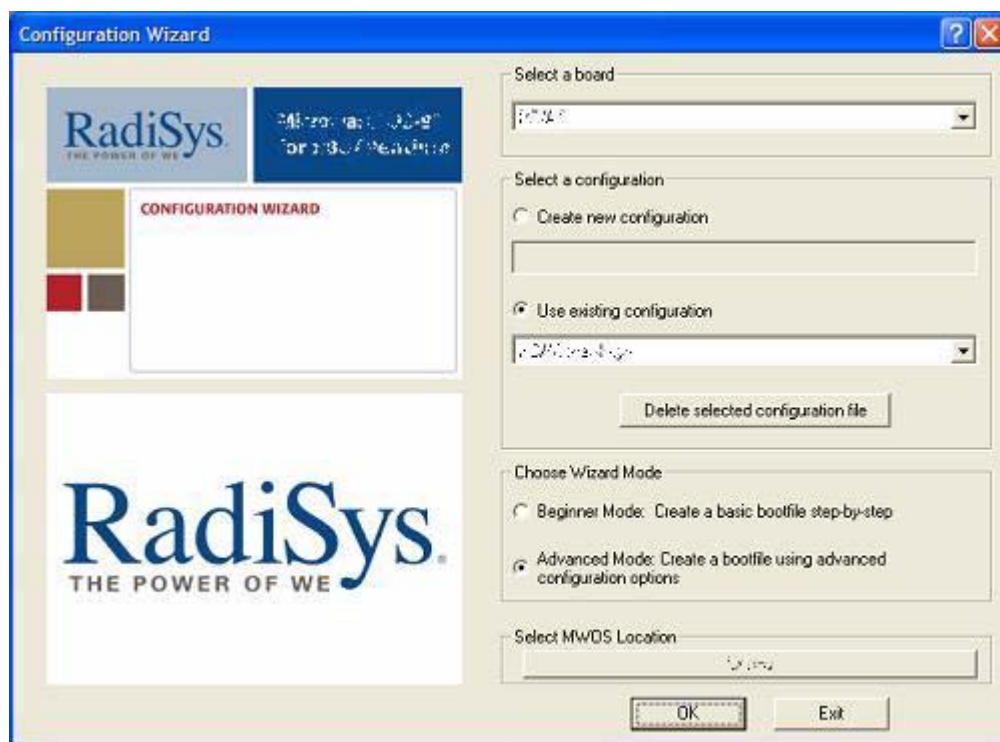 Configuration Wizard
RadiSys.
THE POWER OF WE
CONFIGURATION WIZARD
RadiSys.
THE POWER OF WE
Select a board
Select a configuration
Create new configuration
Use existing configuration
Delete selected configuration file
Choose Wizard Mode
Beginner Mode: Create a basic bootfile step-by-step
Advanced Mode: Create a bootfile using advanced
configuration options
Select MWOS Location
OK
Exit